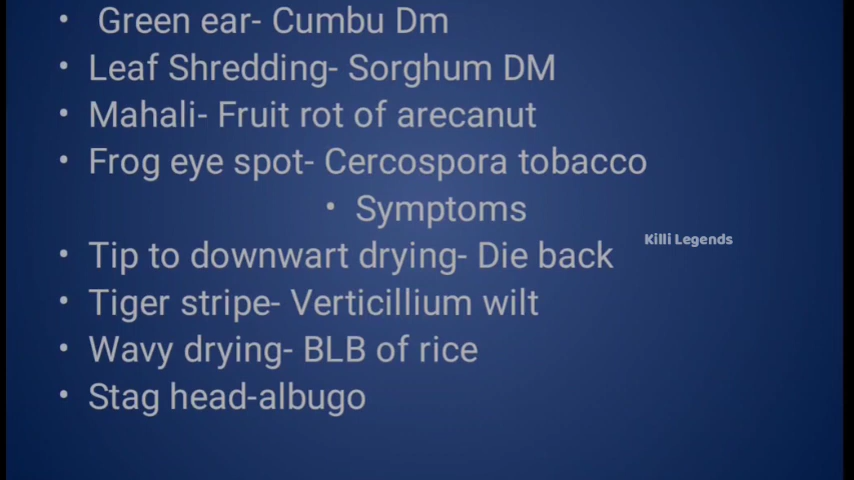 • Green ear- Cumbu Dm
• Leaf Shredding- Sorghum DM
• Mahali- Fruit rot of arecanut
• Frog eye spot- Cercospora tobacco
• Symptoms
Killi Legends
• Tip to downwart drying- Die back
• Tiger stripe- Verticillium wilt
• Wavy drying- BLB of rice
• Stag head-albugo